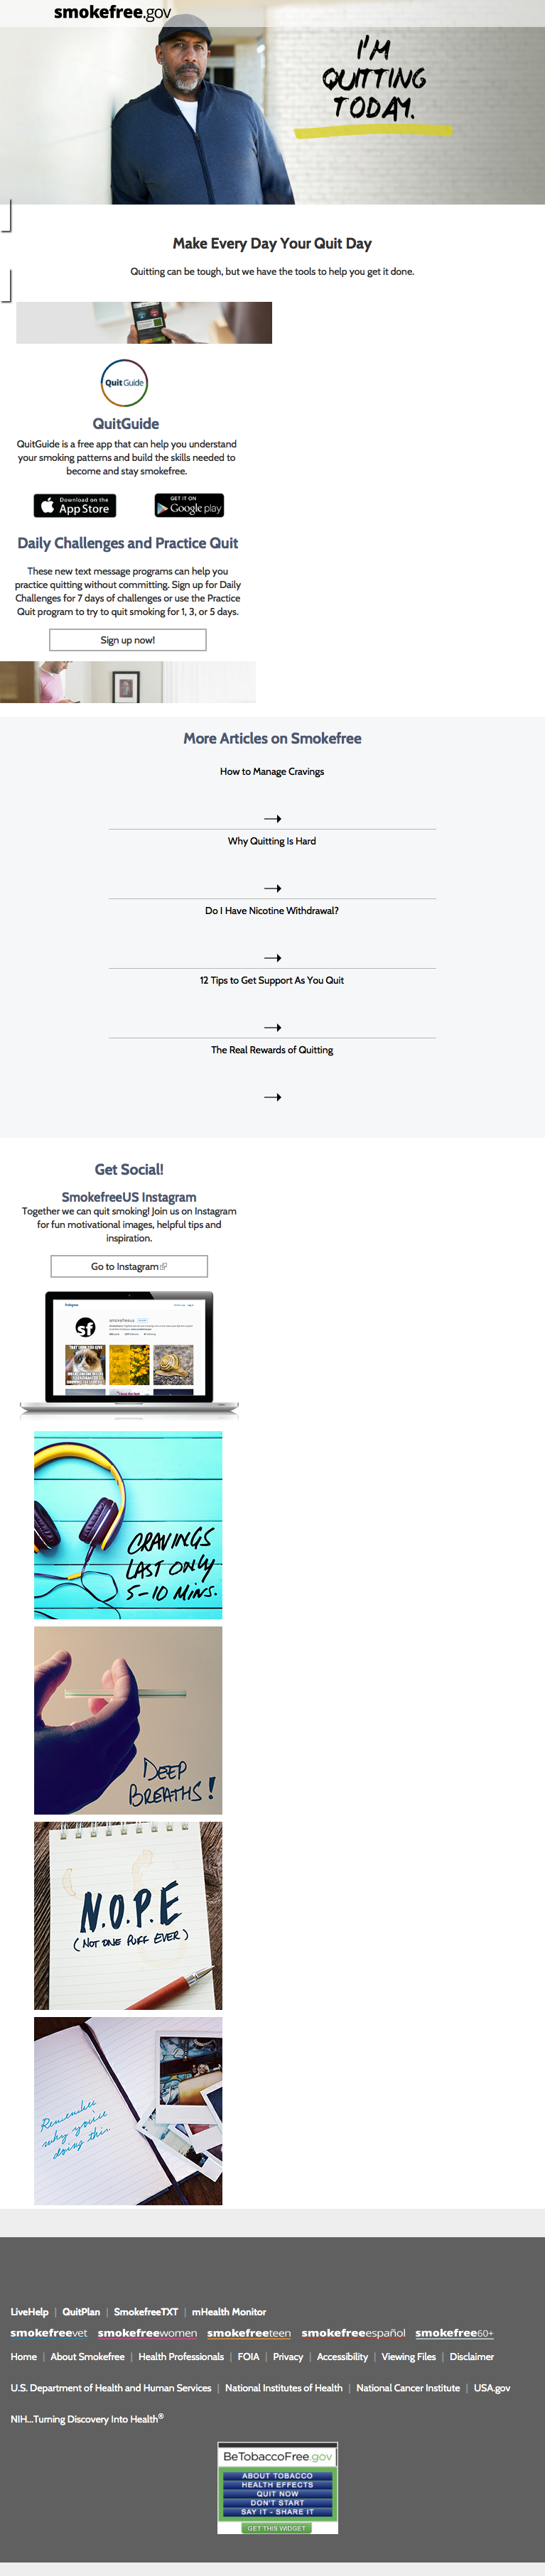 smokefree.gov
I'M
QUITTING
TODAY.
Make Every Day Your Quit Day
Quitting can be tough, but we have the tools to help you get it done.
QuitGuide
QuitGuide
QuitGuide is a free app that can help you understand
your smoking patterns and build the skills needed to
become and stay smokefree.
Download on the
App Store
GET IT ON
Google play
Daily Challenges and Practice Quit
These new text message programs can help you
practice quitting without committing. Sign up for Daily
Challenges for 7 days of challenges or use the Practice
Quit program to try to quit smoking for 1, 3, or 5 days.
Sign up now!
More Articles on Smokefree
How to Manage Cravings
Why Quitting Is Hard
Do I Have Nicotine Withdrawal?
12 Tips to Get Support As You Quit
The Real Rewards of Quitting
Get Social!
SmokefreeUS Instagram
Together we can quit smoking! Join us on Instagram
for fun motivational images, helpful tips and
inspiration.
Go to Instagram
sf
smokefreeus
CRAVINGS
LAST ONLY
5-10 MINS.
DEEP
BREATHS!
N.O.P.E
(NOT ONE PUFF EVER)
Remember
why you're
doing this.
LiveHelp | QuitPlan | SmokefreeTXT | mHealth Monitor
smokefreevet smokefreewomen smokefreeteen smokefreeespañol smokefree60+
Home | About Smokefree | Health Professionals | FOIA | Privacy | Accessibility | Viewing Files | Disclaimer
U.S. Department of Health and Human Services | National Institutes of Health | National Cancer Institute | USA.gov
NIH...Turning Discovery Into Health®
BeTobaccoFree.gov
ABOUT TOBACCO
HEALTH EFFECTS
QUIT NOW
DON'T START
SAY IT - SHARE IT
GET THIS WIDGET